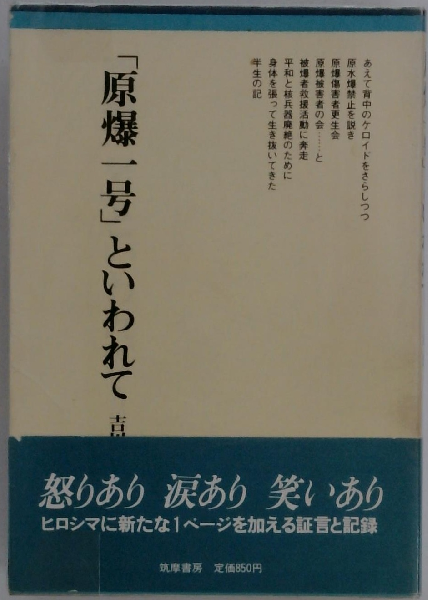 あえて背中のケロイドをさらしつつ
原水爆禁止を説き
原爆傷害者更生会
原爆被害者の会……と
被爆者救援活動に奔走
平和と核兵器廃絶のために
身体を張って生き抜いてきた
半生の記
「原爆一号」といわれて
吉
怒りあり 涙あり 笑いあり
ヒロシマに新たな1ページを加える証言と記録
筑摩書房 定価850円